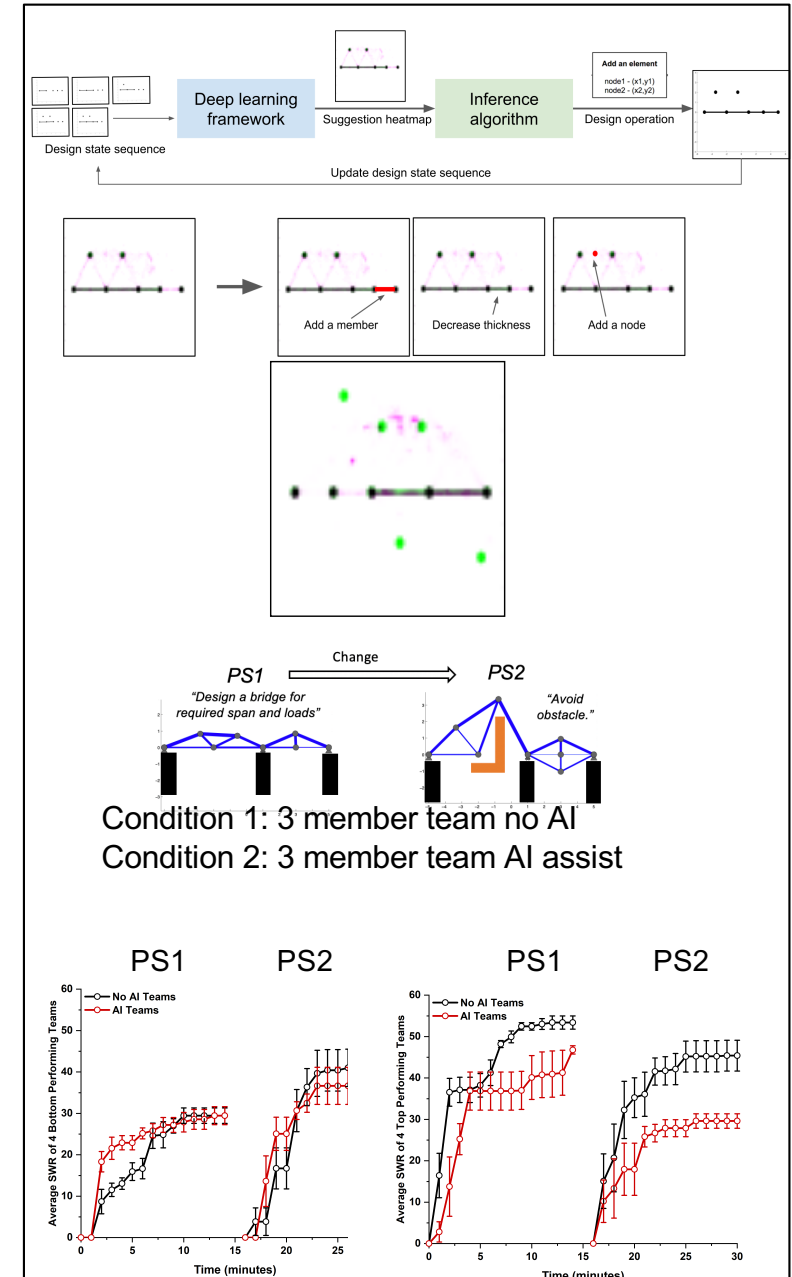 Deep learning
framework
Inference
algorithm
Add an element
node1 - (x1,y1)
node2 - (x2,y2)
Suggestion heatmap
Design operation
Design state sequence
Update design state sequence
Add a member
Decrease thickness
Add a node
Change
PS1
PS2
"Design a bridge for
required span and loads"
"Avoid
obstacle."
Condition 1: 3 member team no AI
Condition 2: 3 member team AI assist
PS1
PS2
PS1
PS2
Average SWR of 4 Bottom Performing Teams
No AI Teams
AI Teams
60
50
40
30
20
10
0
0
5
10
15
20
25
Time (minutes)
Average SWR of 4 Top Performing Teams
No AI Teams
AI Teams
60
50
40
30
20
10
0
0
5
10
15
20
25
30
Time (minutes)